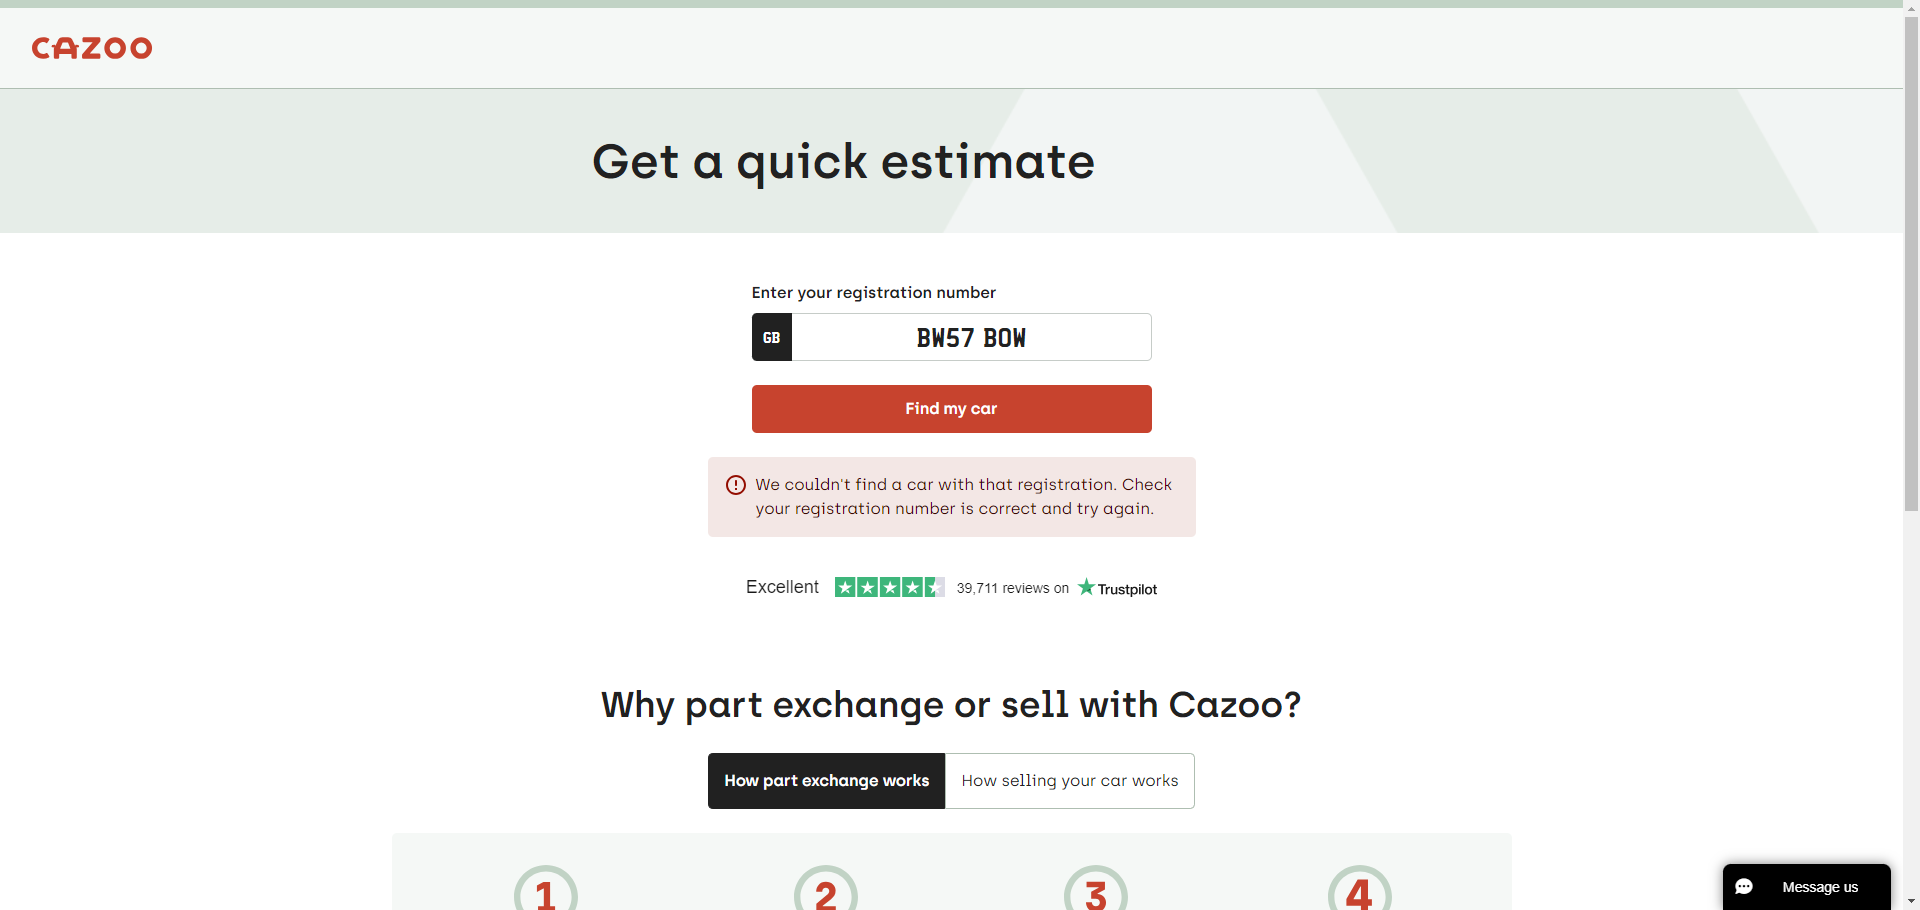 CAZOO
Get a quick estimate
Enter your registration number
GB
BW57 BOW
Find my car
We couldn't find a car with that registration. Check
your registration number is correct and try again.
Excellent 39,711 reviews on Trustpilot
Why part exchange or sell with Cazoo?
How part exchange works
How selling your car works
1 2 3 4
Message us